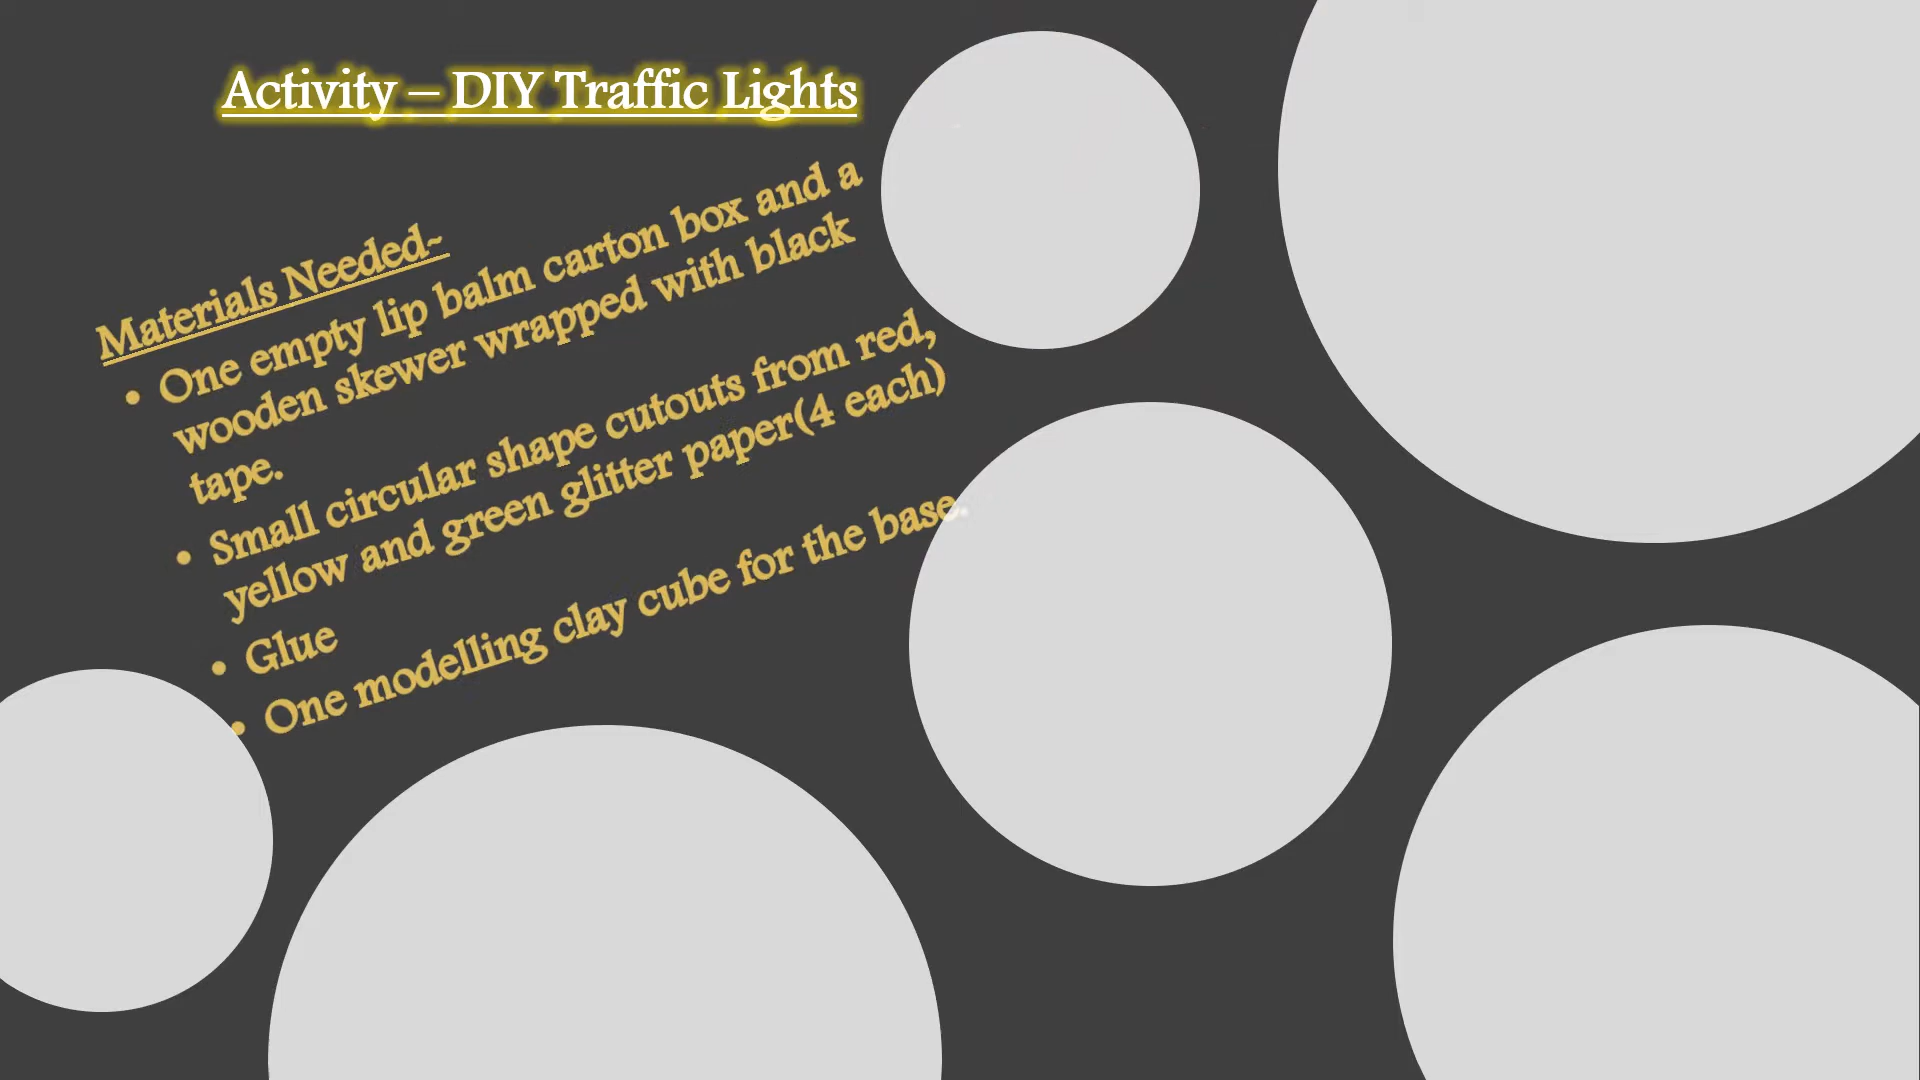 Activity – DIY Traffic Lights
Materials Needed-
• One empty lip balm carton box and a
wooden skewer wrapped with black
tape.
• Small circular shape cutouts from red,
yellow and green glitter paper(4 each)
• Glue
• One modelling clay cube for the base.